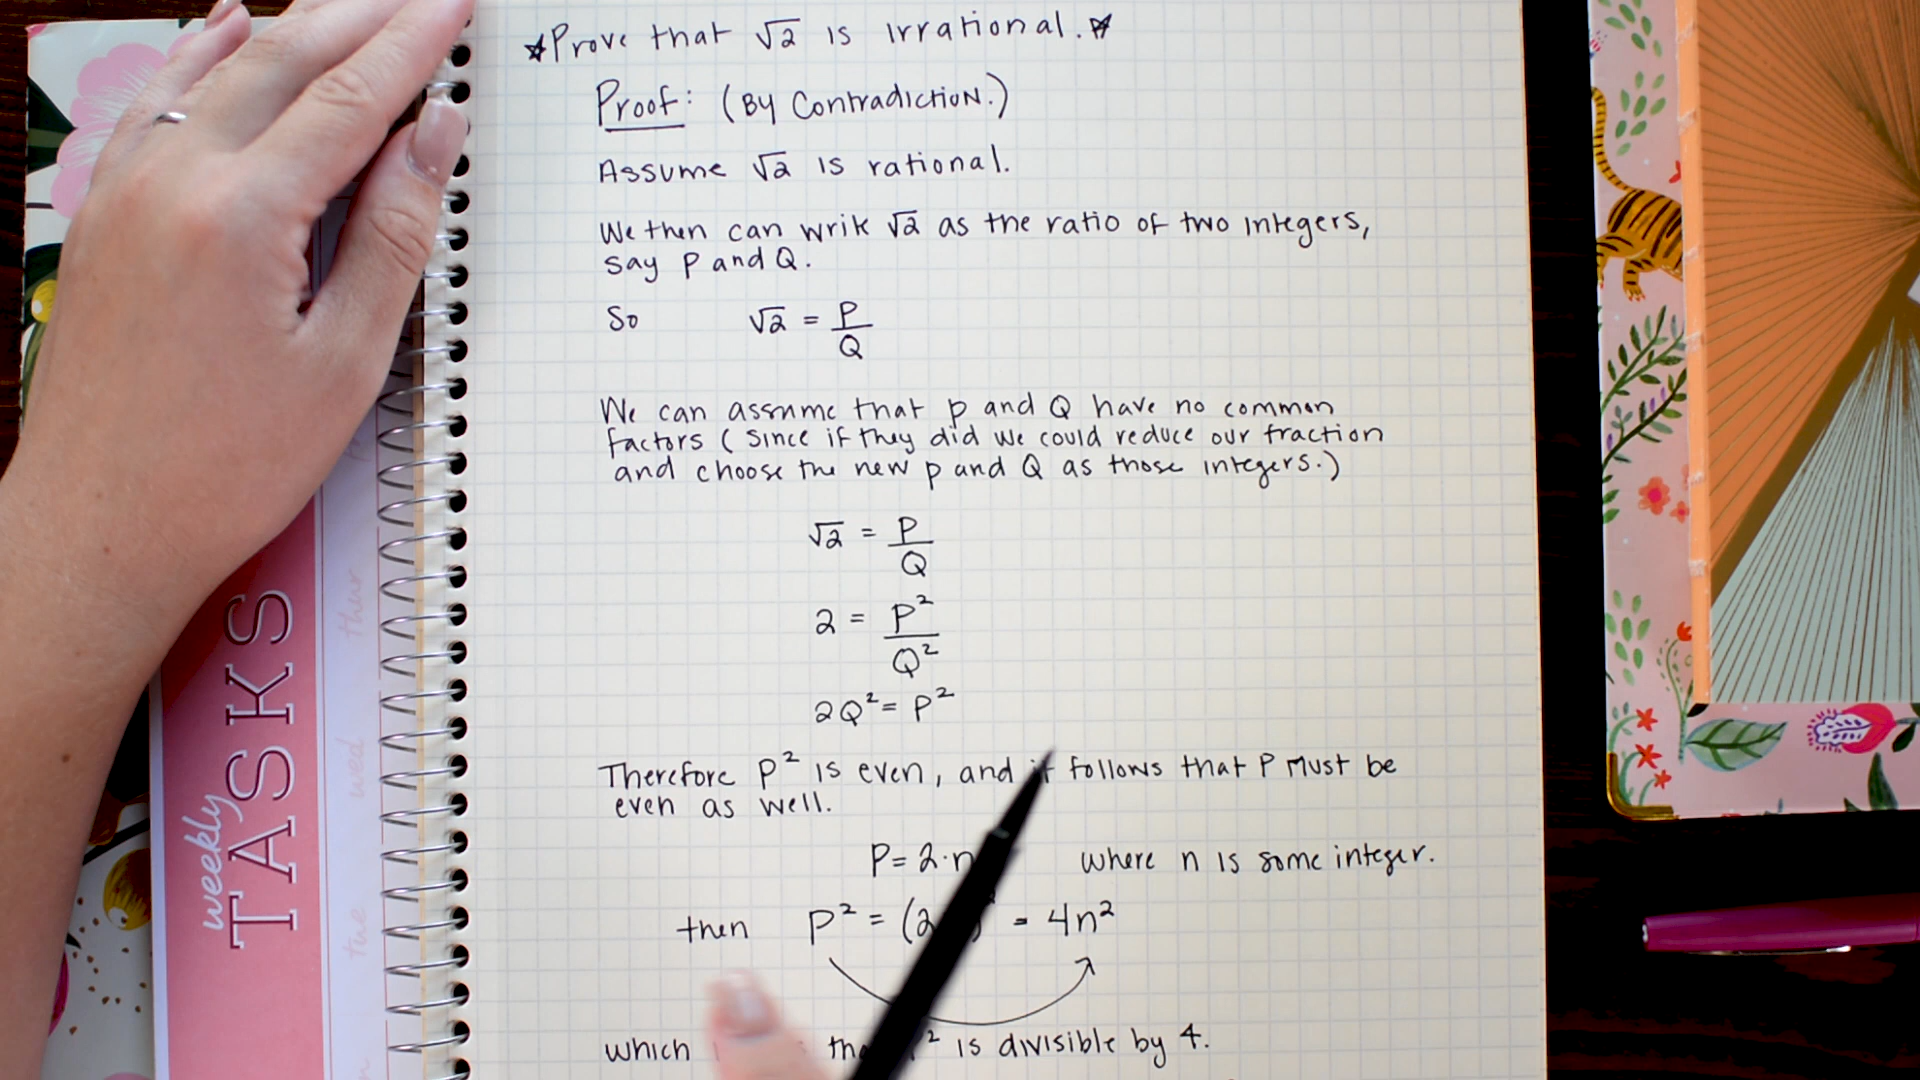 Prove that √2 is irrational.
Proof: (By Contradiction.)
Assume √2 is rational.
We then can write √2 as the ratio of two integers,
say p and Q.
So √2 = P/Q
We can assume that p and Q have no common
factors (since if they did we could reduce our fraction
and choose the new p and Q as those integers.)
√2 = P/Q
2 = P²/Q²
2Q² = P²
Therefore P² is even, and it follows that P must be
even as well.
P = 2·n where n is some integer.
then P² = (2 = 4n²
which is divisible by 4.
weekly
TASKS
thur
wed
tue